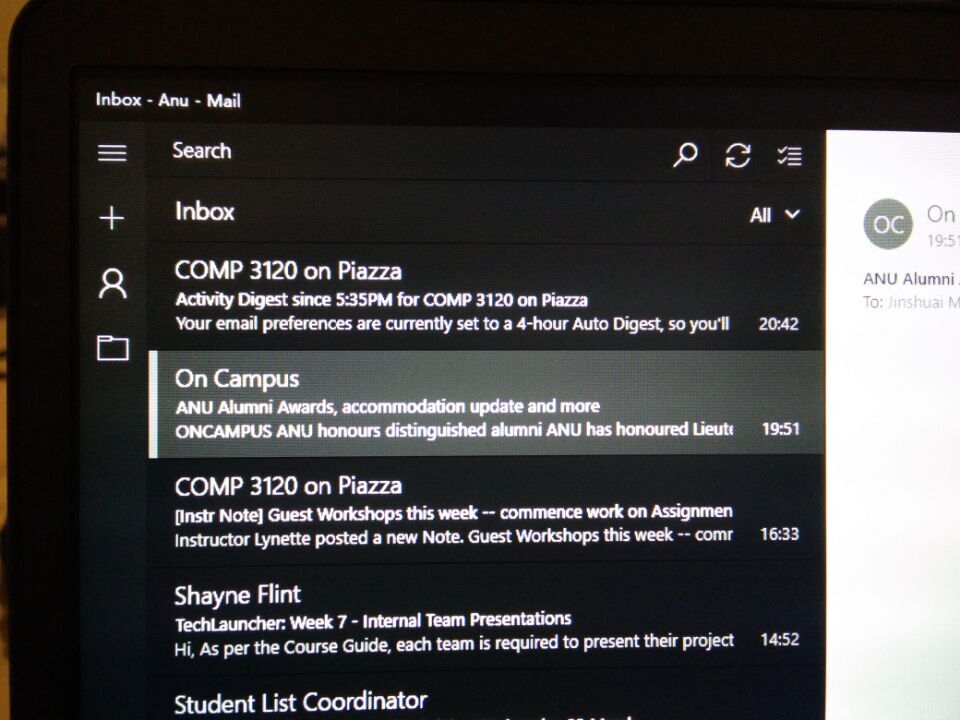 Inbox - Anu - Mail
Search
Inbox
All
COMP 3120 on Piazza
Activity Digest since 5:35PM for COMP 3120 on Piazza
Your email preferences are currently set to a 4-hour Auto Digest, so you'll 20:42
On Campus
ANU Alumni Awards, accommodation update and more
ONCAMPUS ANU honours distinguished alumni ANU has honoured Lieute 19:51
COMP 3120 on Piazza
[Instr Note] Guest Workshops this week -- commence work on Assignmen
Instructor Lynette posted a new Note. Guest Workshops this week -- comr 16:33
Shayne Flint
TechLauncher: Week 7 - Internal Team Presentations
Hi, As per the Course Guide, each team is required to present their project 14:52
Student List Coordinator
OC
On
19:51
ANU Alumni
To: Jinshuai M